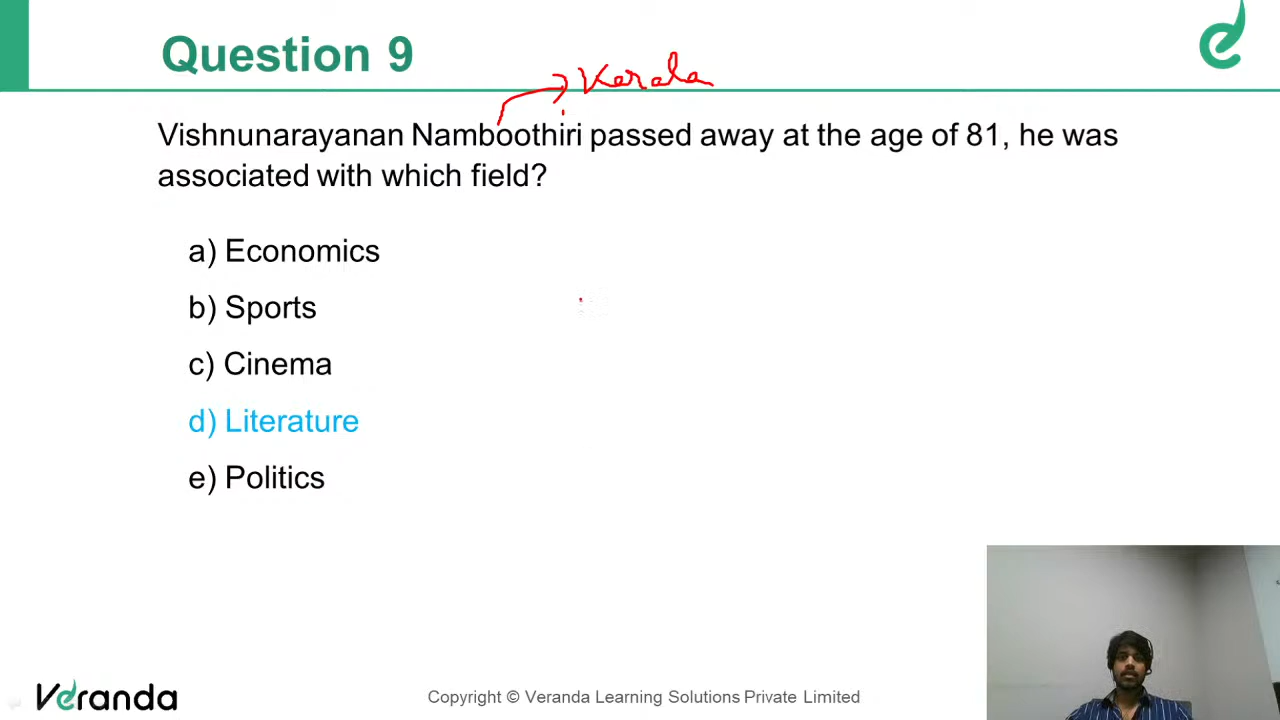 Question 9
Kerala
Vishnunarayanan Namboothiri passed away at the age of 81, he was
associated with which field?
a) Economics
b) Sports
c) Cinema
d) Literature
e) Politics
Veranda
Copyright © Veranda Learning Solutions Private Limited